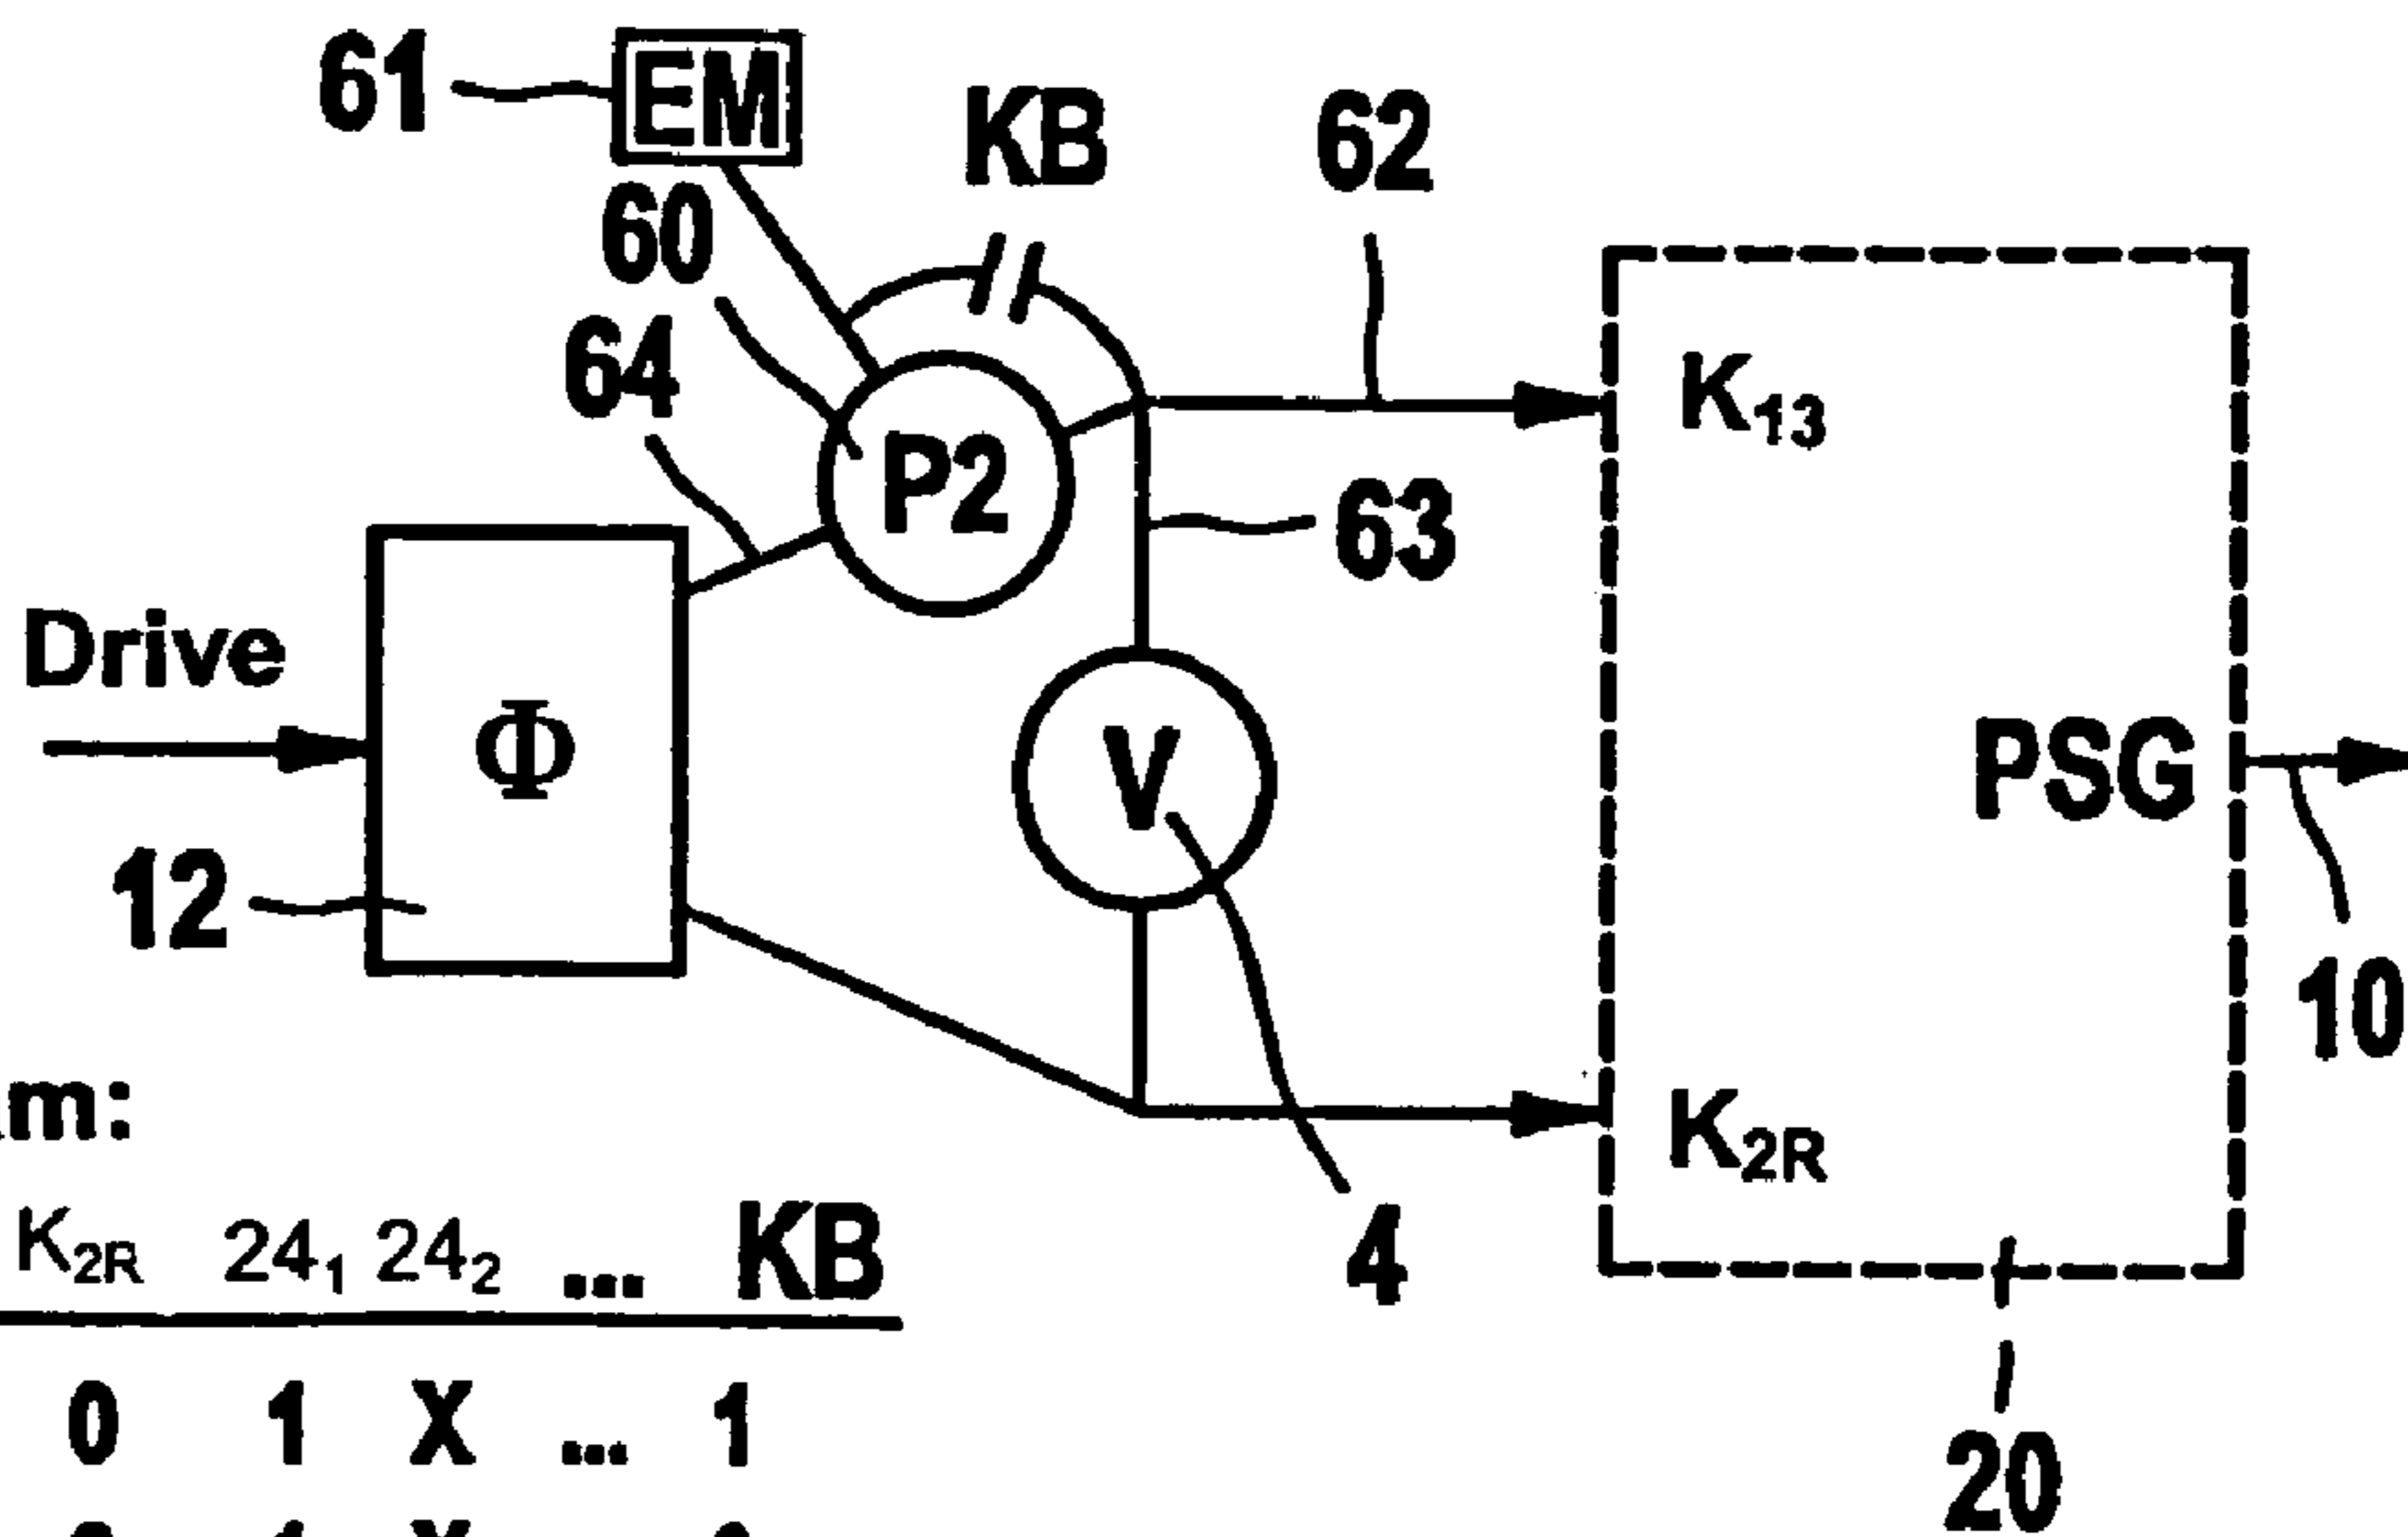 61
EM
KB
62
60
64
P2
K13
63
Drive
Φ
V
PSG
12
10
K2R
4
K2R 241 242 ... KB
0 1 X ... 1
20